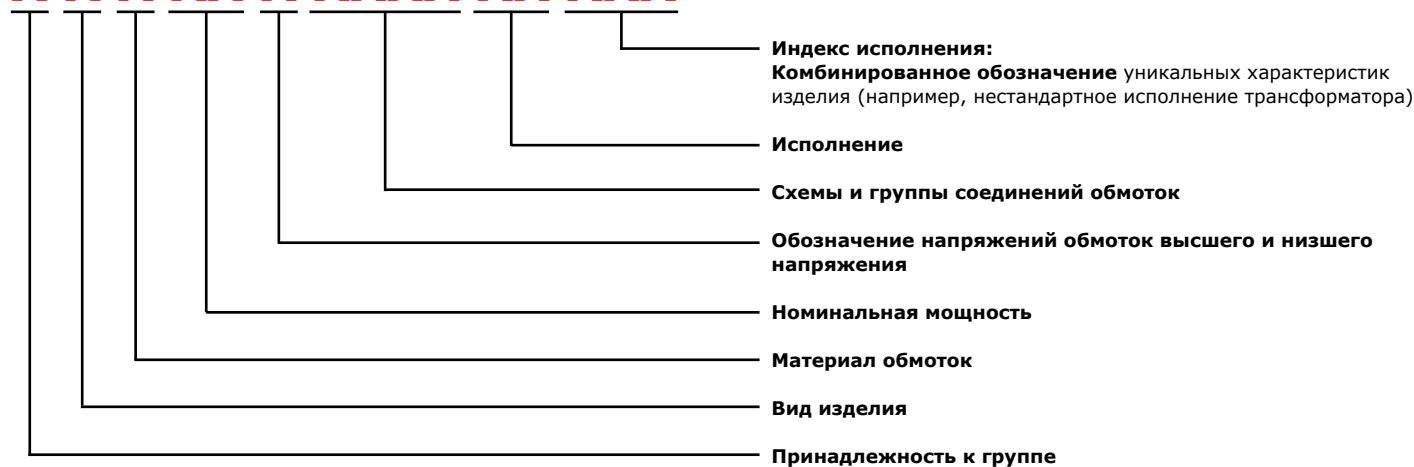 Индекс исполнения:
Комбинированное обозначение уникальных характеристик
изделия (например, нестандартное исполнение трансформатора)
Исполнение
Схемы и группы соединений обмоток
Обозначение напряжений обмоток высшего и низшего
напряжения
Номинальная мощность
Материал обмоток
Вид изделия
Принадлежность к группе